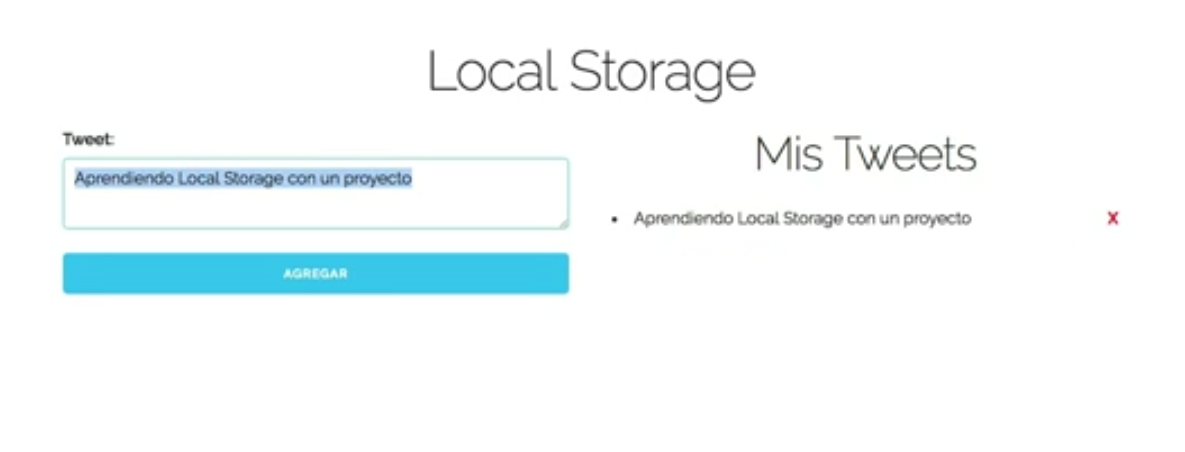 Local Storage
Tweet:
Aprendiendo Local Storage con un proyecto
AGREGAR
Mis Tweets
Aprendiendo Local Storage con un proyecto X